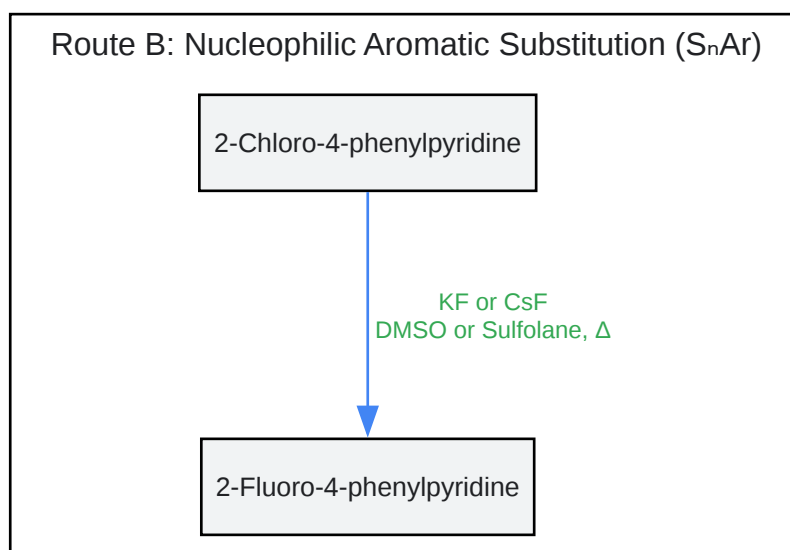 Route B: Nucleophilic Aromatic Substitution (SₙAr)
2-Chloro-4-phenylpyridine
KF or CsF
DMSO or Sulfolane, Δ
2-Fluoro-4-phenylpyridine